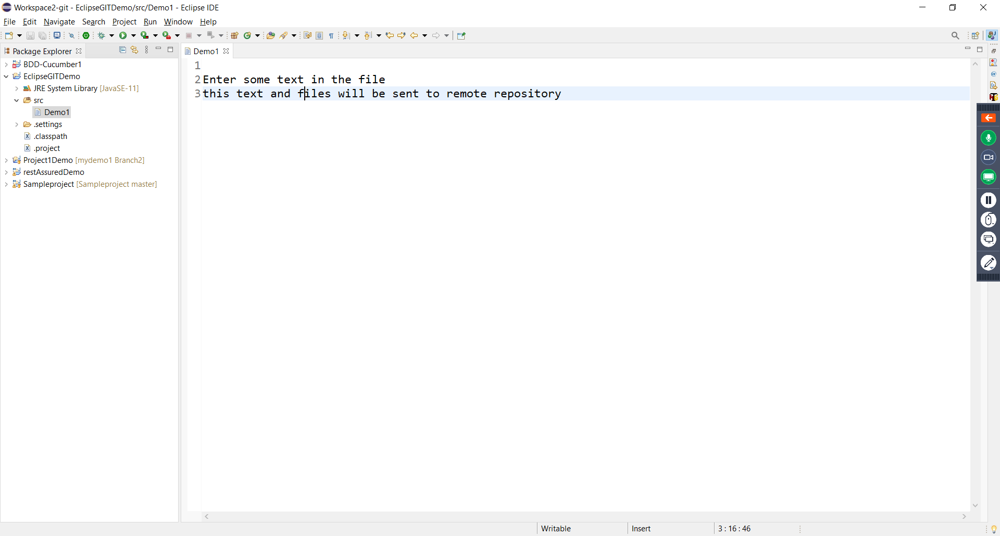 Workspace2-git - EclipseGITDemo/src/Demo1 - Eclipse IDE
File Edit Navigate Search Project Run Window Help
Package Explorer
BDD-Cucumber1
EclipseGITDemo
JRE System Library [JavaSE-11]
src
Demo1
.settings
.classpath
.project
Project1Demo [mydemo1 Branch2]
restAssuredDemo
Sampleproject [Sampleproject master]
Demo1
1
2 Enter some text in the file
3 this text and files will be sent to remote repository
Writable Insert 3 : 16 : 46